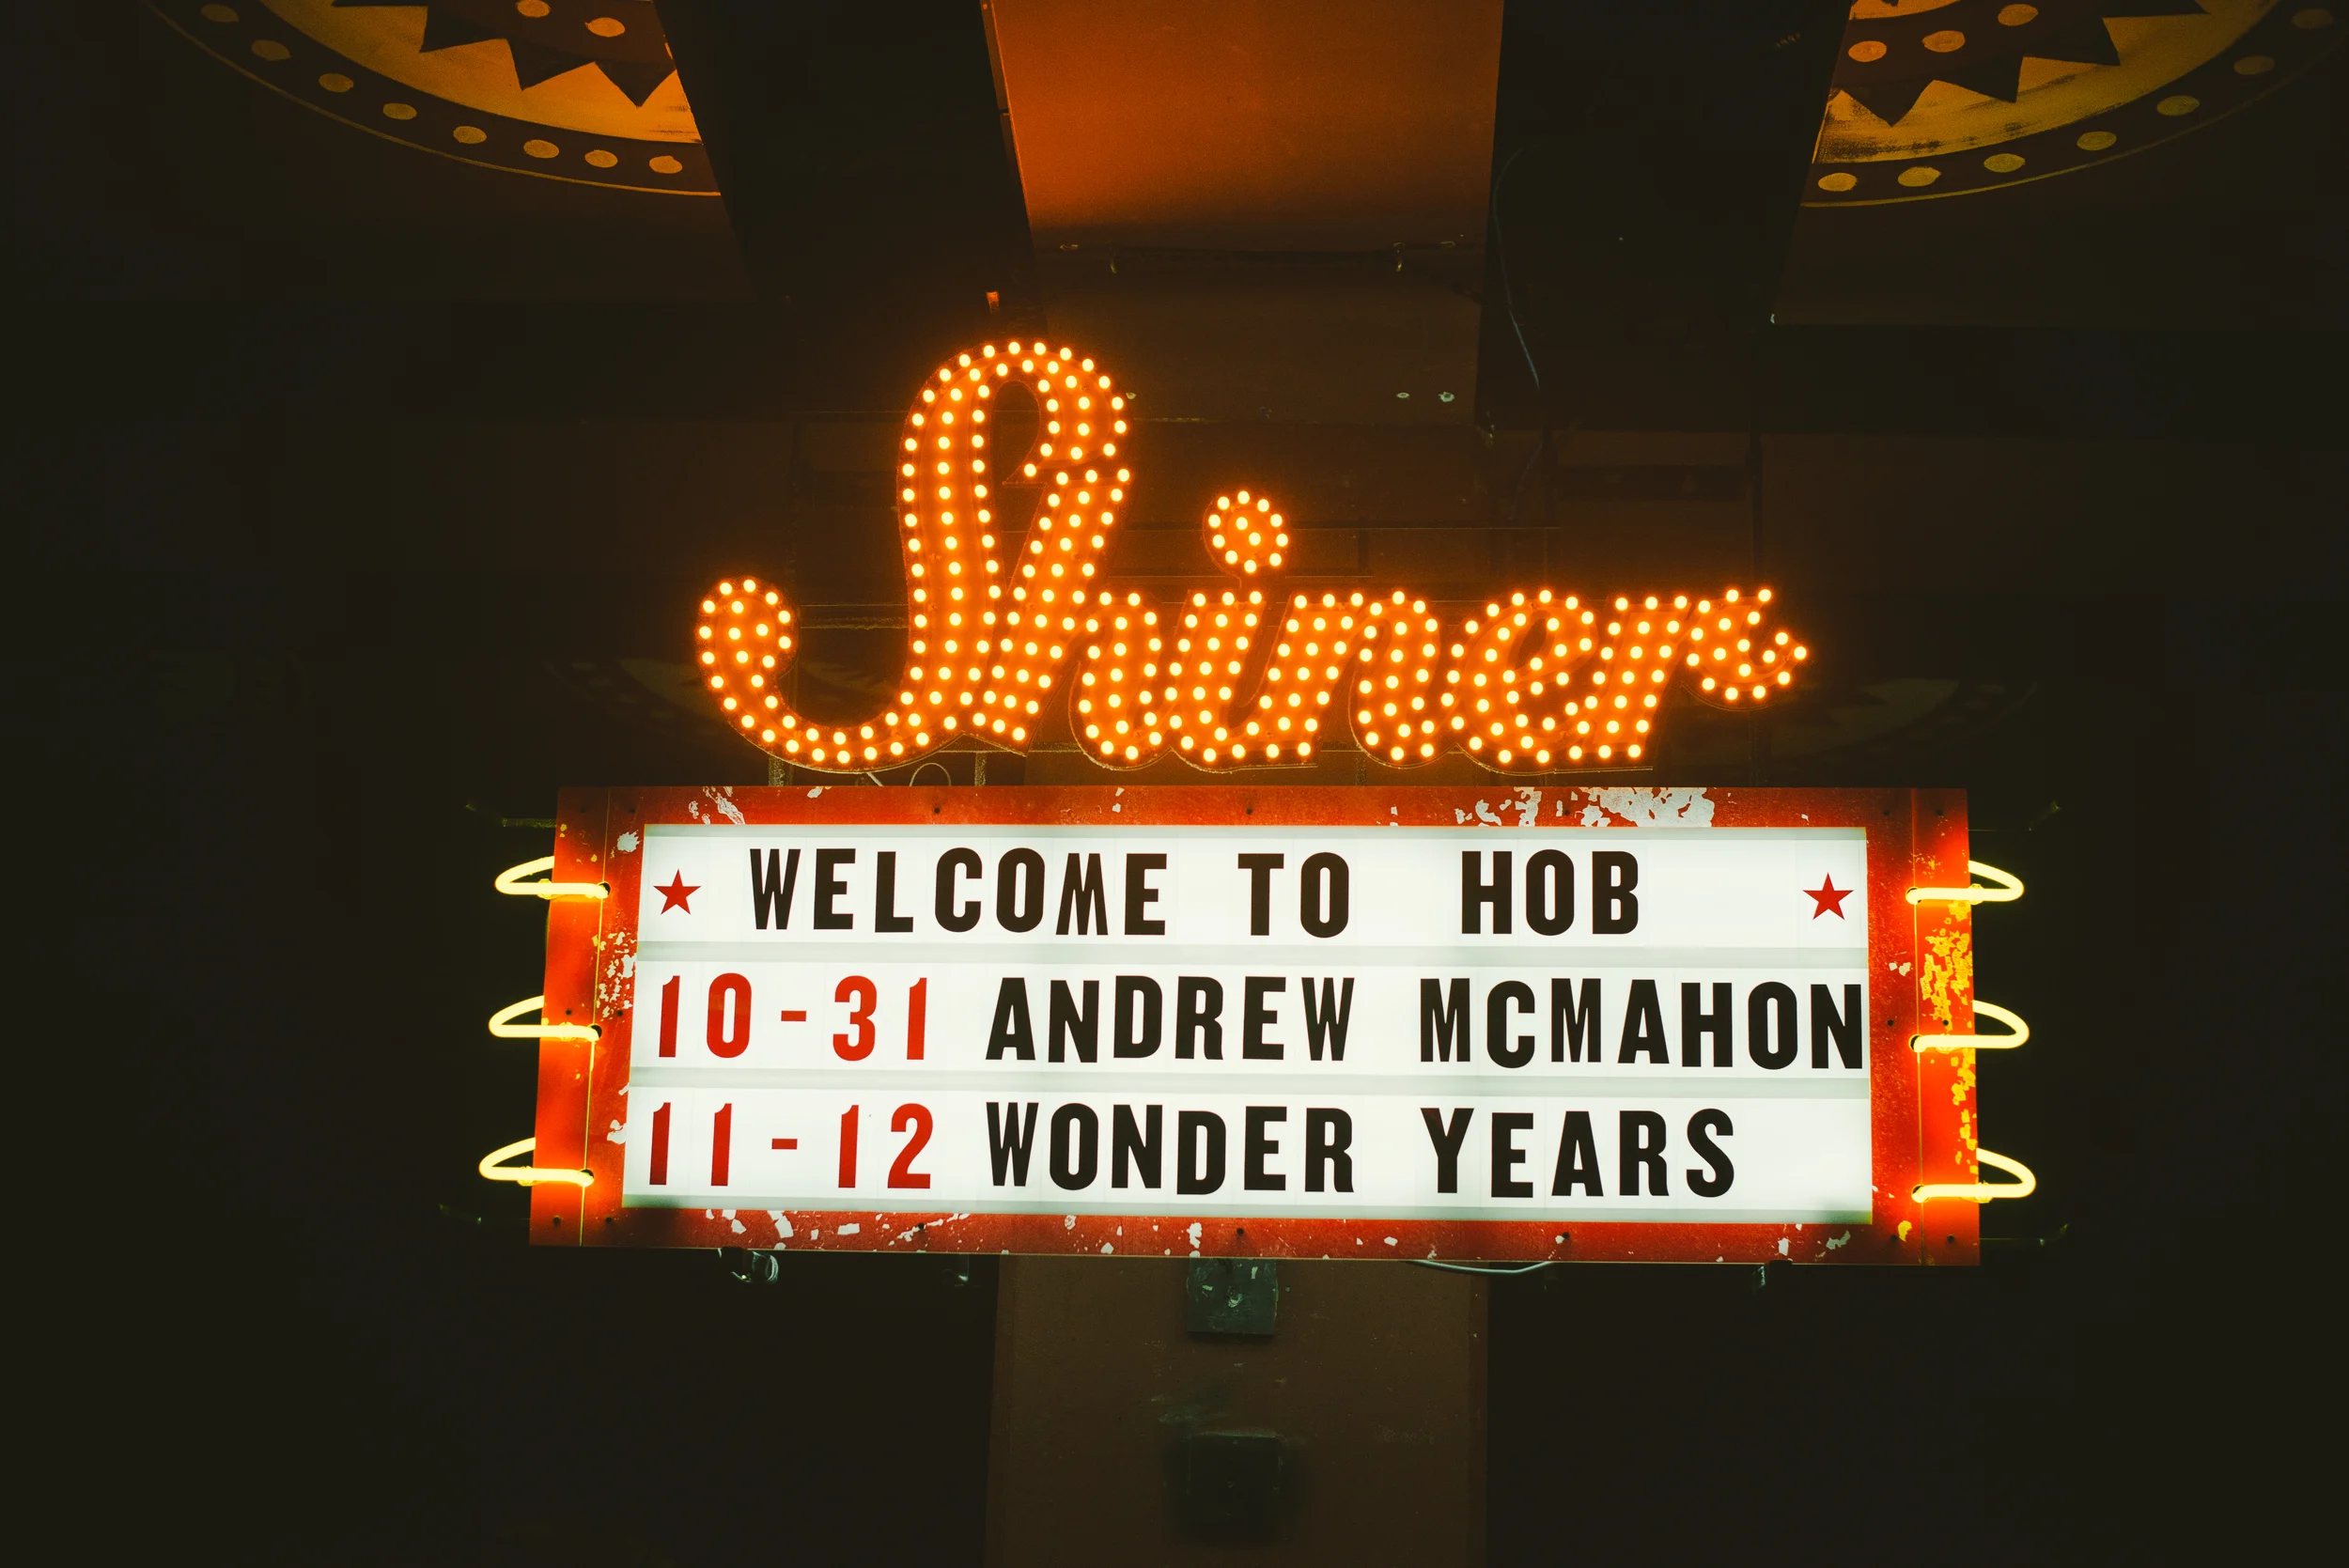 Shiner
★ WELCOME TO HOB ★
10-31 ANDREW MCMAHON
11-12 WONDER YEARS